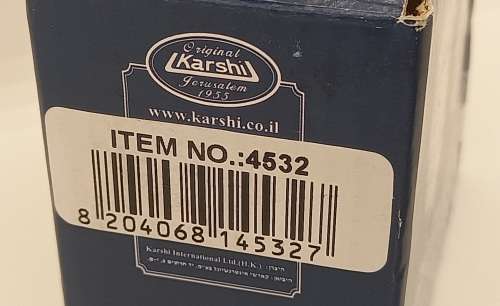 Original
Karshi
Jerusalem
1955
www.karshi.co.il
ITEM NO.:4532
8 204068 145327
Karshi International Ltd.(H.K.)